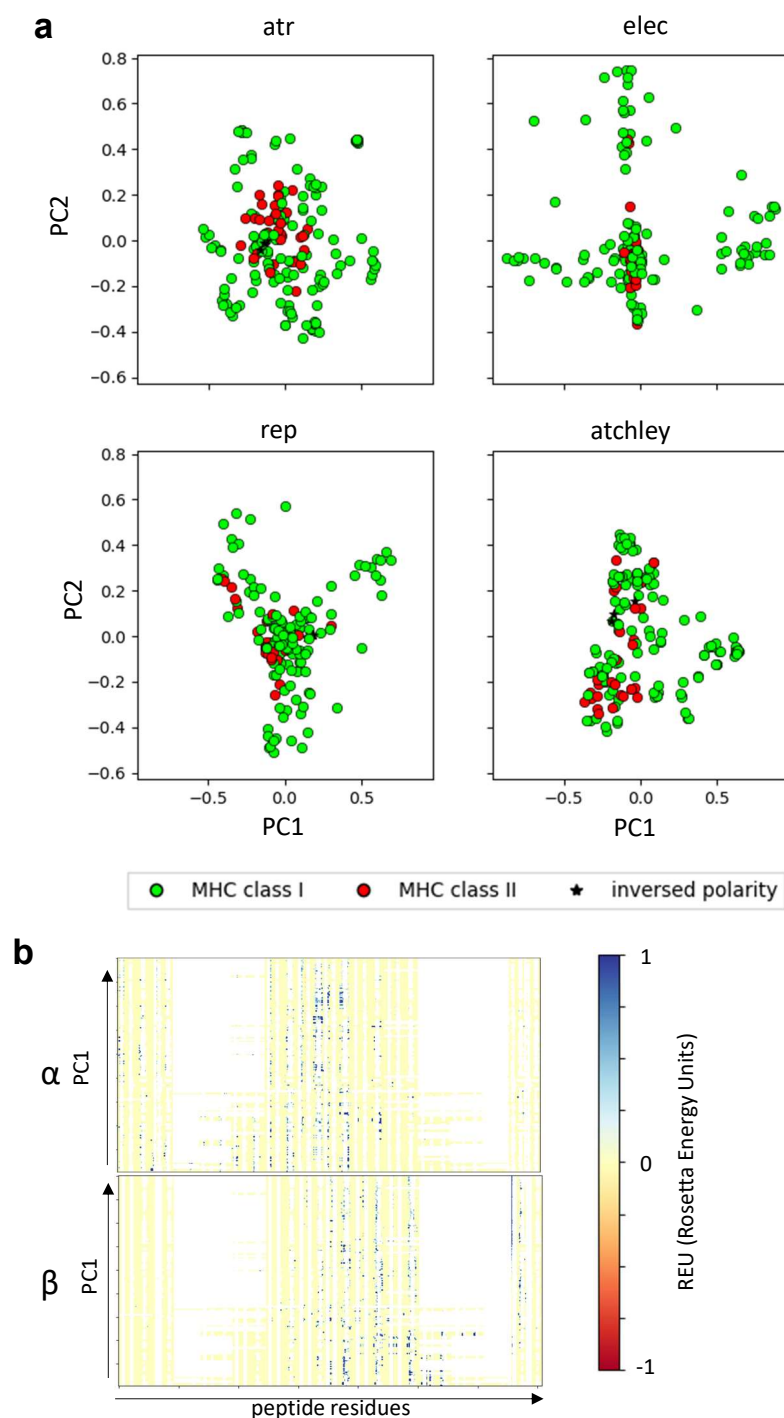 a
atr elec
0.8
0.6
0.4
0.2
0.0
−0.2
−0.4
−0.6
PC2
rep atchley
0.8
0.6
0.4
0.2
0.0
−0.2
−0.4
−0.6
PC2
−0.5 0.0 0.5 −0.5 0.0 0.5
PC1 PC1
MHC class I MHC class II inversed polarity
b
α PC1
β PC1
peptide residues
1
0
-1
REU (Rosetta Energy Units)